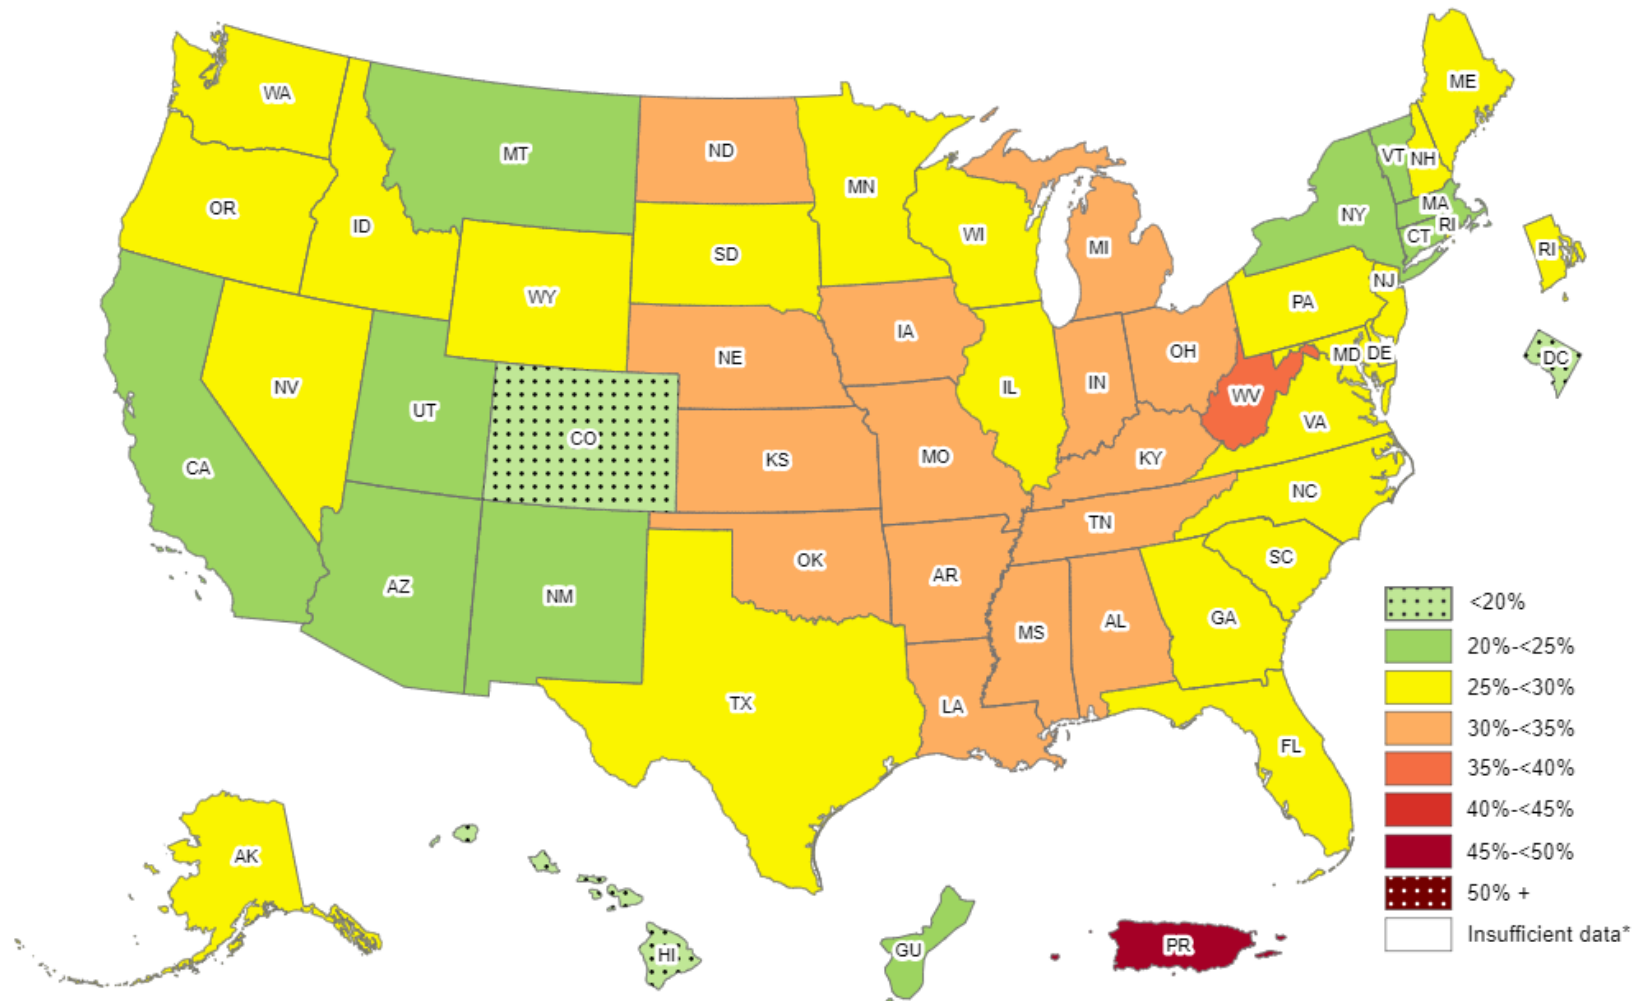 WA
ME
MT
ND
VT
NH
MN
OR
ID
MA
NY
RI
CT
WI
MI
SD
RI
NJ
WY
PA
IA
OH
MD
DE
NE
DC
NV
IN
IL
WV
UT
CO
VA
CA
KS
MO
KY
NC
TN
OK
SC
AZ
NM
AR
GA
MS
AL
TX
LA
FL
AK
HI
GU
PR
<20%
20%-<25%
25%-<30%
30%-<35%
35%-<40%
40%-<45%
45%-<50%
50% +
Insufficient data*